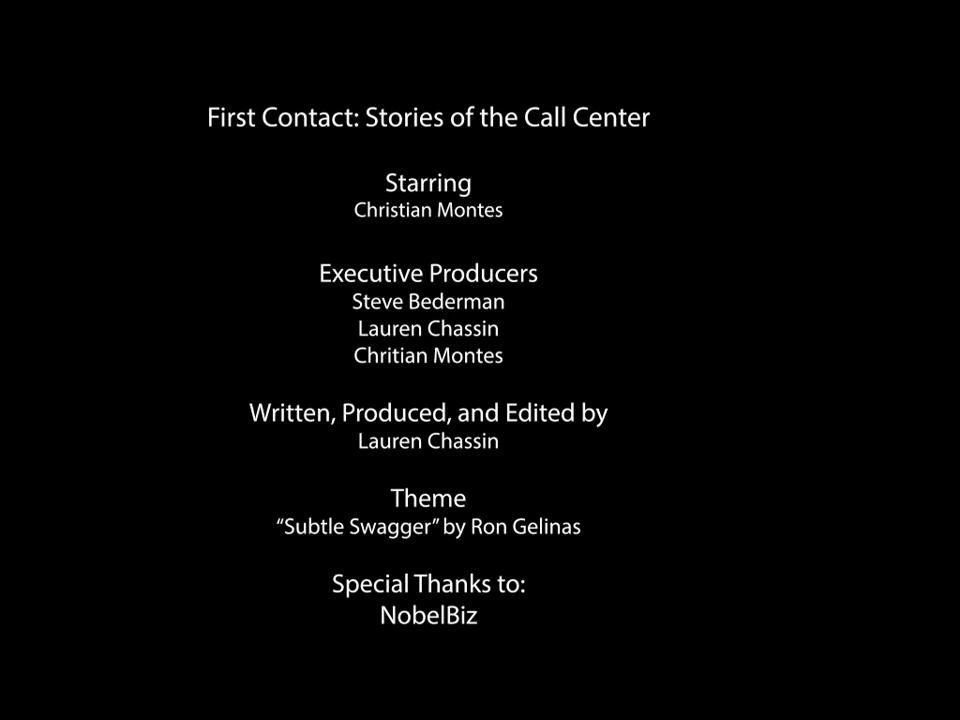 First Contact: Stories of the Call Center
Starring
Christian Montes
Executive Producers
Steve Bederman
Lauren Chassin
Chritian Montes
Written, Produced, and Edited by
Lauren Chassin
Theme
“Subtle Swagger” by Ron Gelinas
Special Thanks to:
NobelBiz